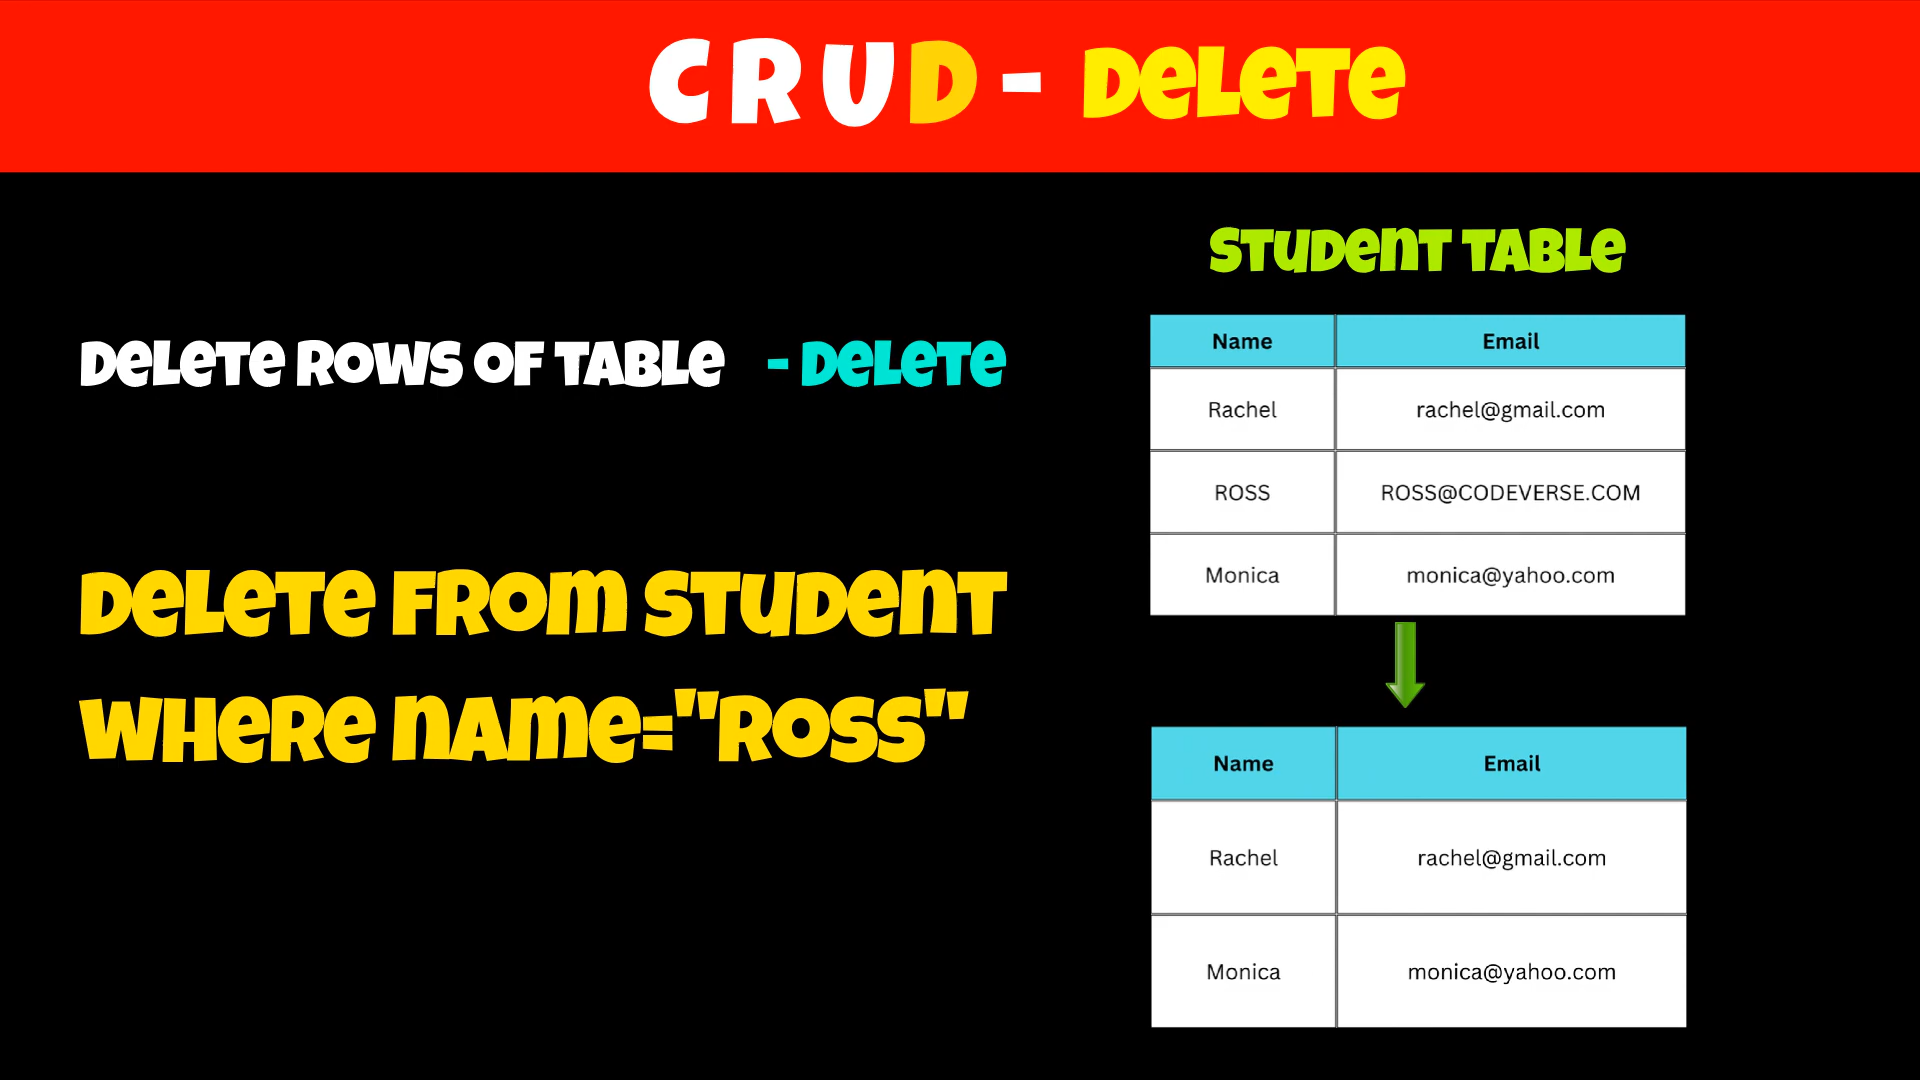 CRUD - DELETE
STUDENT TABLE
DELETE ROWS OF TABLE - DELETE
DELETE FROM STUDENT
WHERE NAME="ROSS"
Name Email
Rachel rachel@gmail.com
ROSS ROSS@CODEVERSE.COM
Monica monica@yahoo.com
Name Email
Rachel rachel@gmail.com
Monica monica@yahoo.com